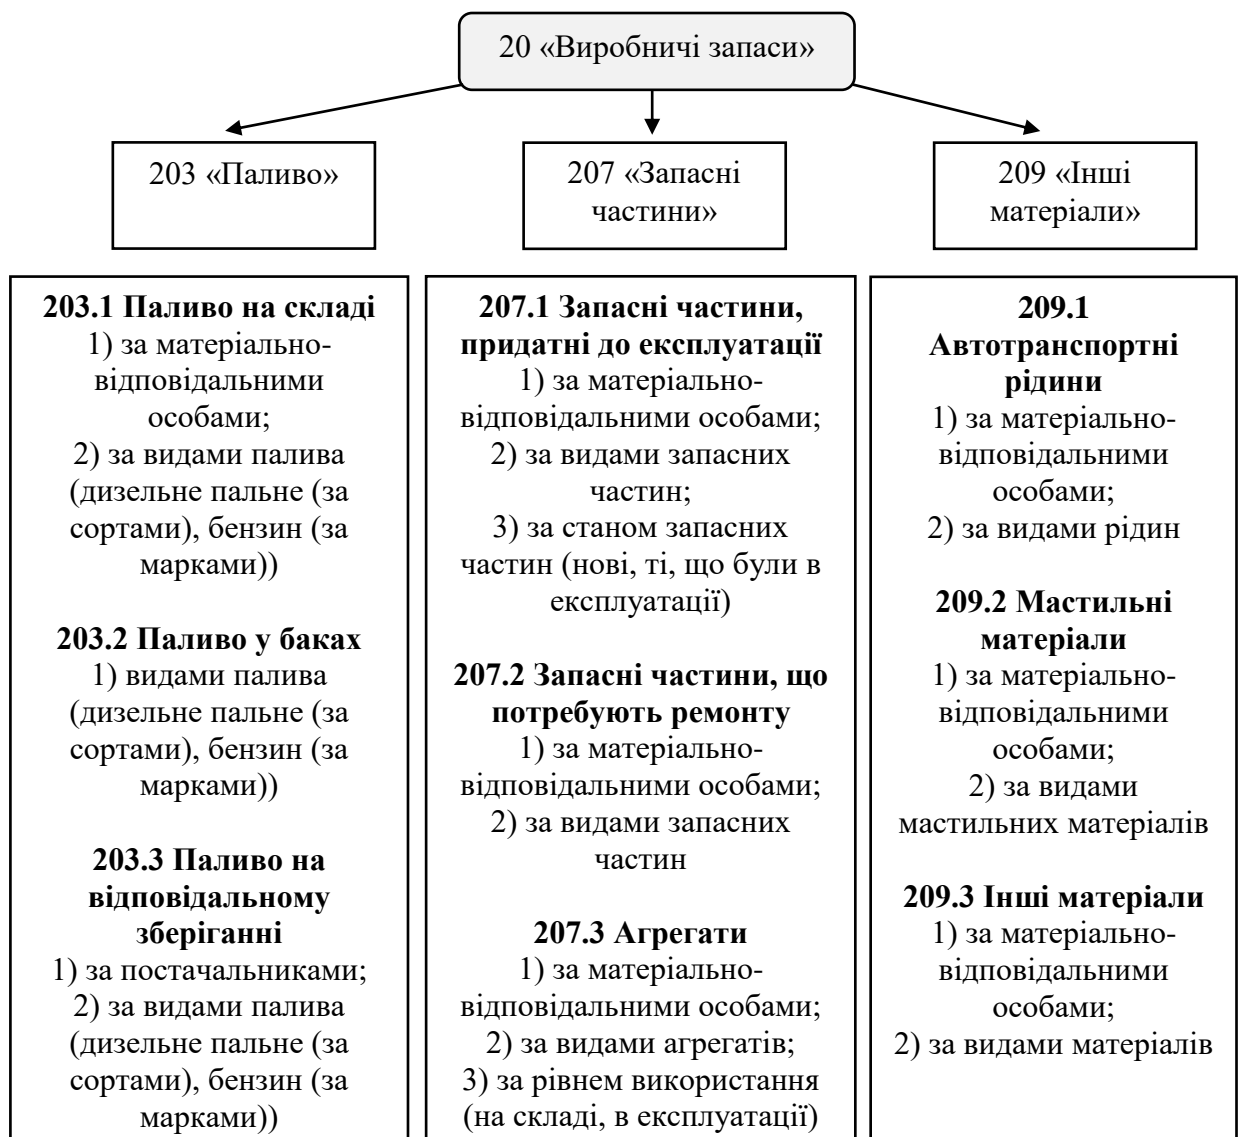 20 «Виробничі запаси»
203 «Паливо»
207 «Запасні
частини»
209 «Інші
матеріали»
203.1 Паливо на складі
1) за матеріально-
відповідальними
особами;
2) за видами палива
(дизельне пальне (за
сортами), бензин (за
марками))
203.2 Паливо у баках
1) видами палива
(дизельне пальне (за
сортами), бензин (за
марками))
203.3 Паливо на
відповідальному
зберіганні
1) за постачальниками;
2) за видами палива
(дизельне пальне (за
сортами), бензин (за
марками))
207.1 Запасні частини,
придатні до експлуатації
1) за матеріально-
відповідальними особами;
2) за видами запасних
частин;
3) за станом запасних
частин (нові, ті, що були в
експлуатації)
207.2 Запасні частини, що
потребують ремонту
1) за матеріально-
відповідальними особами;
2) за видами запасних
частин
207.3 Агрегати
1) за матеріально-
відповідальними особами;
2) за видами агрегатів;
3) за рівнем використання
(на складі, в експлуатації)
209.1
Автотранспортні
рідини
1) за матеріально-
відповідальними
особами;
2) за видами рідин
209.2 Мастильні
матеріали
1) за матеріально-
відповідальними
особами;
2) за видами
мастильних матеріалів
209.3 Інші матеріали
1) за матеріально-
відповідальними
особами;
2) за видами матеріалів